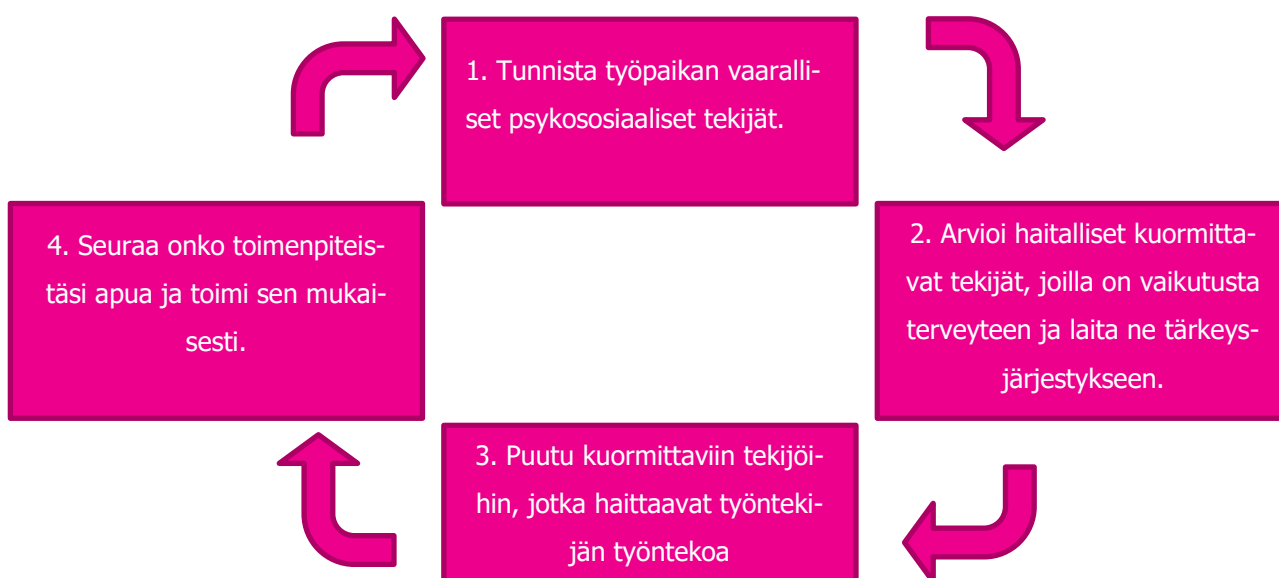 1. Tunnista työpaikan vaaralli-
set psykososiaaliset tekijät.
2. Arvioi haitalliset kuormitta-
vat tekijät, joilla on vaikutusta
terveyteen ja laita ne tärkeys-
järjestykseen.
3. Puutu kuormittaviin tekijöi-
hin, jotka haittaavat työnteki-
jän työntekoa
4. Seuraa onko toimenpiteis-
täsi apua ja toimi sen mukai-
sesti.